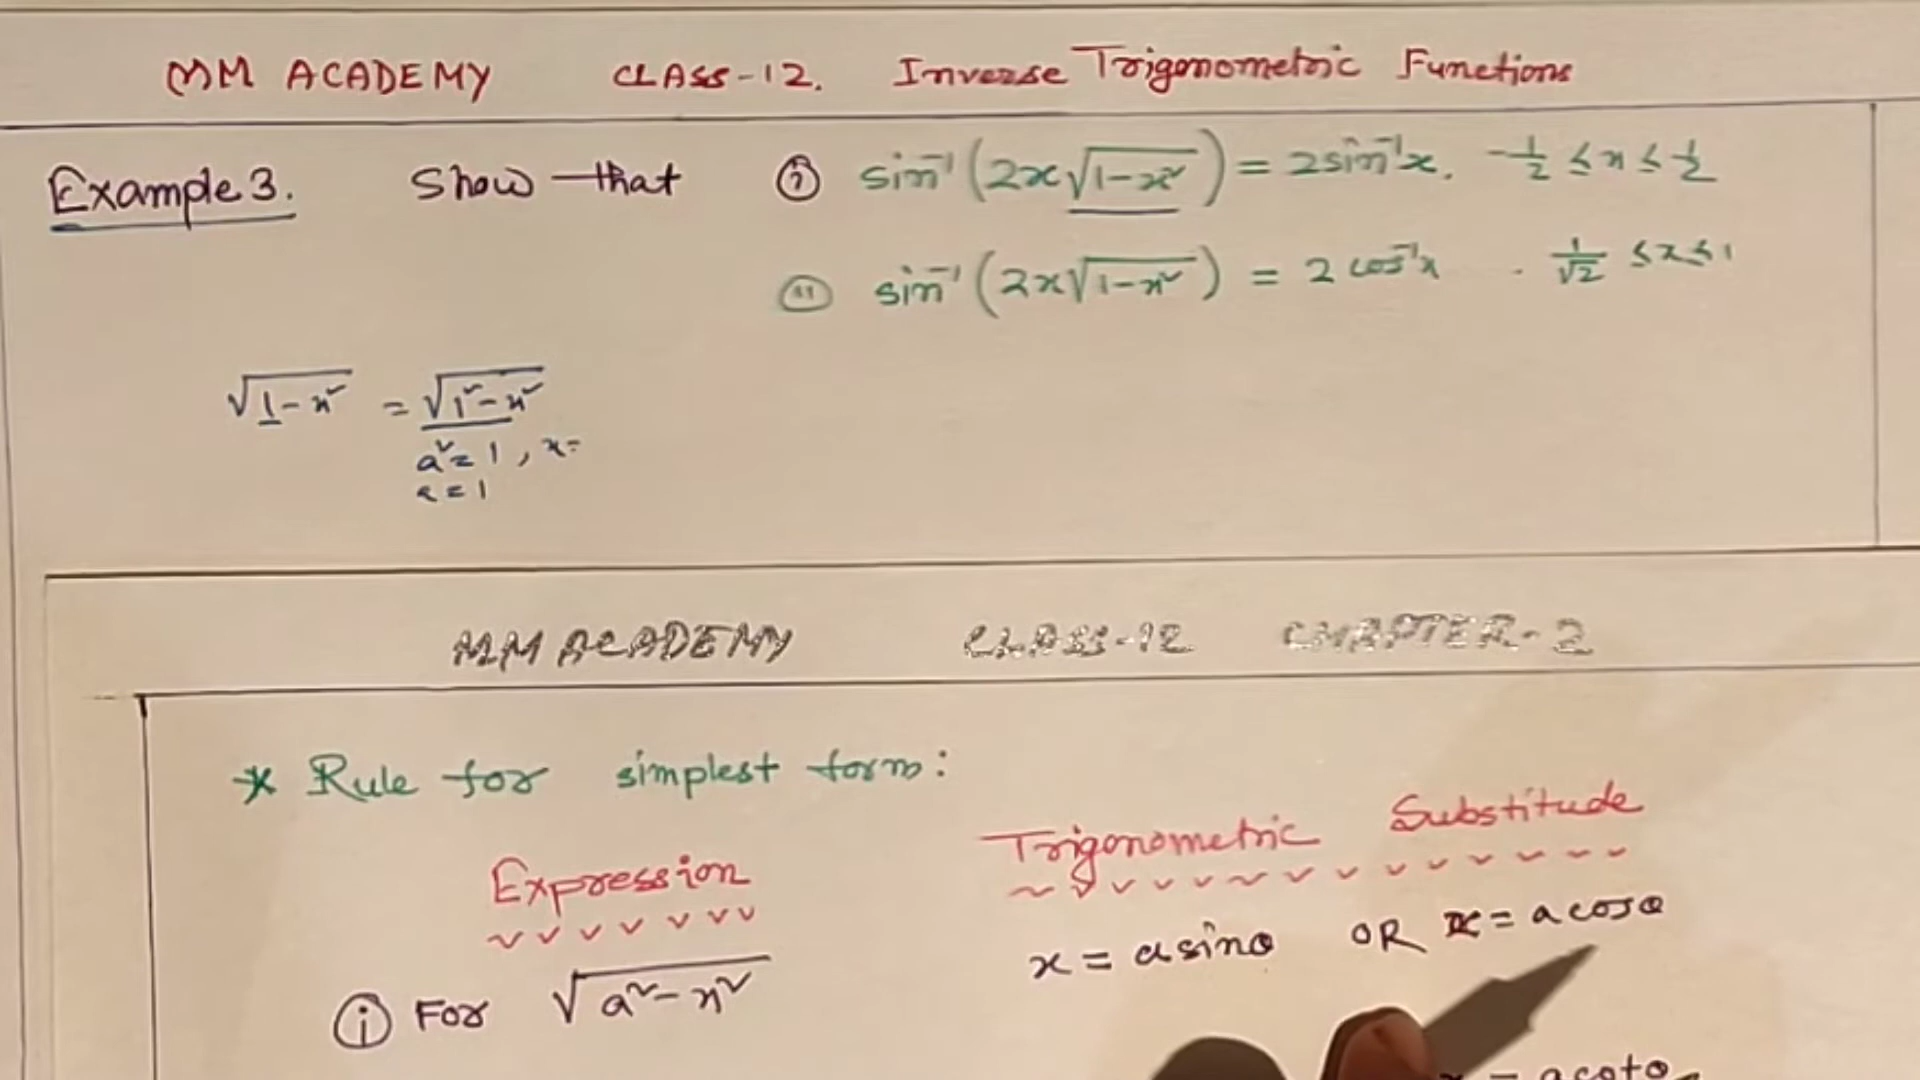 MM ACADEMY CLASS-12. Inverse Trigonometric Functions
Example 3. Show that (i) sin⁻¹(2x√(1-x²)) = 2sin⁻¹x, -1/2 ≤ x ≤ 1/2
(ii) sin⁻¹(2x√(1-x²)) = 2 cos⁻¹x . 1/√2 ≤ x ≤ 1
√(1-x²) = √(1²-x²)
a² = 1, x =
a = 1
MM ACADEMY CLASS-12 CHAPTER-2
* Rule for simplest form:
Expression Trigonometric Substitude
(i) For √(a²-x²) x = a sinθ OR x = a cosθ
= a cotθ